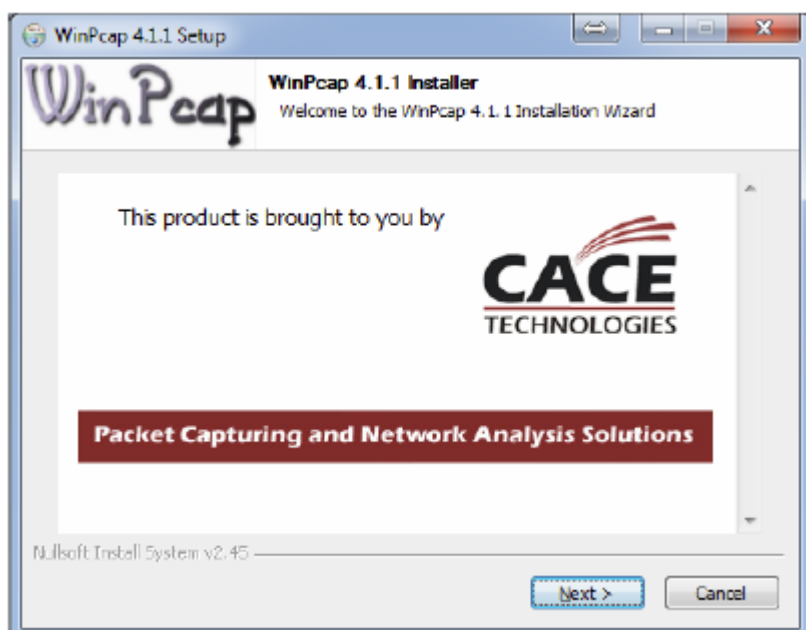 WinPcap 4.1.1 Setup
WinPcap
WinPcap 4.1.1 Installer
Welcome to the WinPcap 4.1.1 Installation Wizard
This product is brought to you by
CACE
TECHNOLOGIES
Packet Capturing and Network Analysis Solutions
Nullsoft Install System v2.45
Next >
Cancel